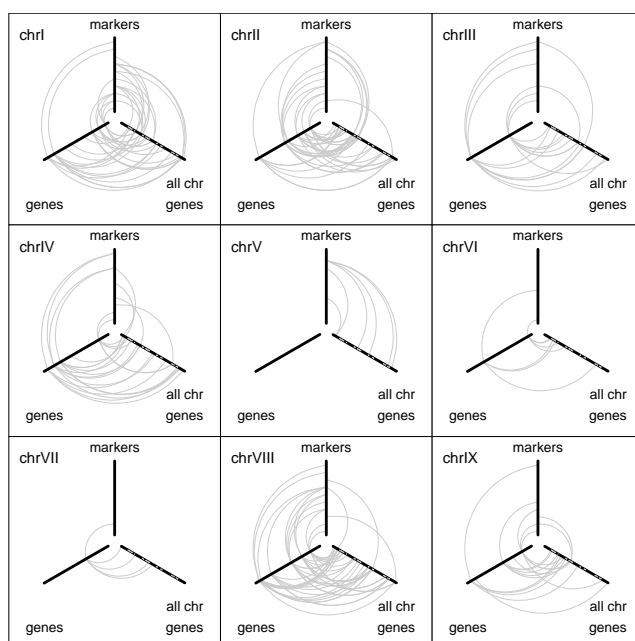 chrI
markers
genes
all chr
genes
chrII
markers
genes
all chr
genes
chrIII
markers
genes
all chr
genes
chrIV
markers
genes
all chr
genes
chrV
markers
genes
all chr
genes
chrVI
markers
genes
all chr
genes
chrVII
markers
genes
all chr
genes
chrVIII
markers
genes
all chr
genes
chrIX
markers
genes
all chr
genes